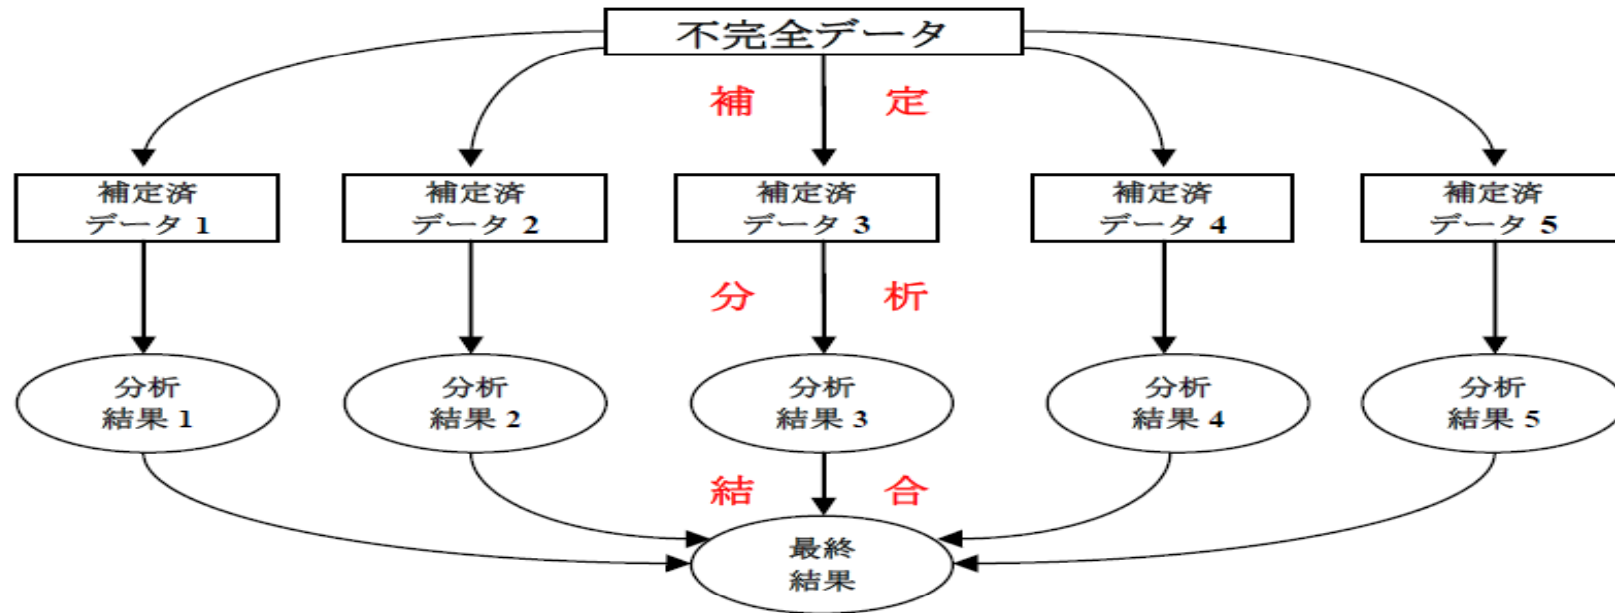 不完全データ
補 定
補定済
データ 1
補定済
データ 2
補定済
データ 3
補定済
データ 4
補定済
データ 5
分 析
分析
結果 1
分析
結果 2
分析
結果 3
分析
結果 4
分析
結果 5
結 合
最終
結果